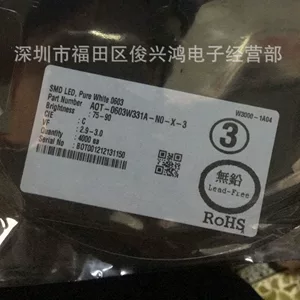 深圳市福田区俊兴鸿电子经营部
SMD LED, Pure White 0603
Part Number : AOT-0603W331A-N0-X-3
Brightness : 75-90
CIE :
VF : C
: 2.9-3.0
Quantity : 4000 ea
Serial No : BOT001212131150
W3000-1A04
3
無鉛
Lead-Free
RoHS